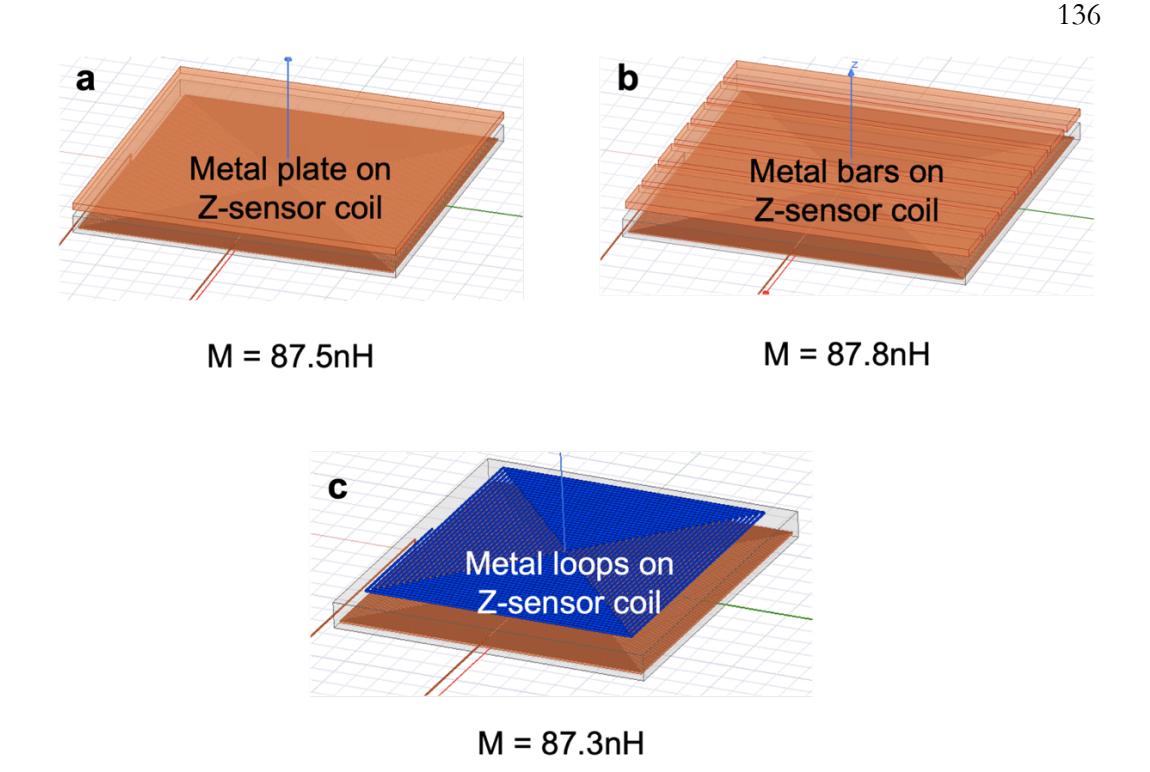 136
a
Metal plate on
Z-sensor coil
M = 87.5nH
b
z
Metal bars on
Z-sensor coil
M = 87.8nH
c
Metal loops on
Z-sensor coil
M = 87.3nH